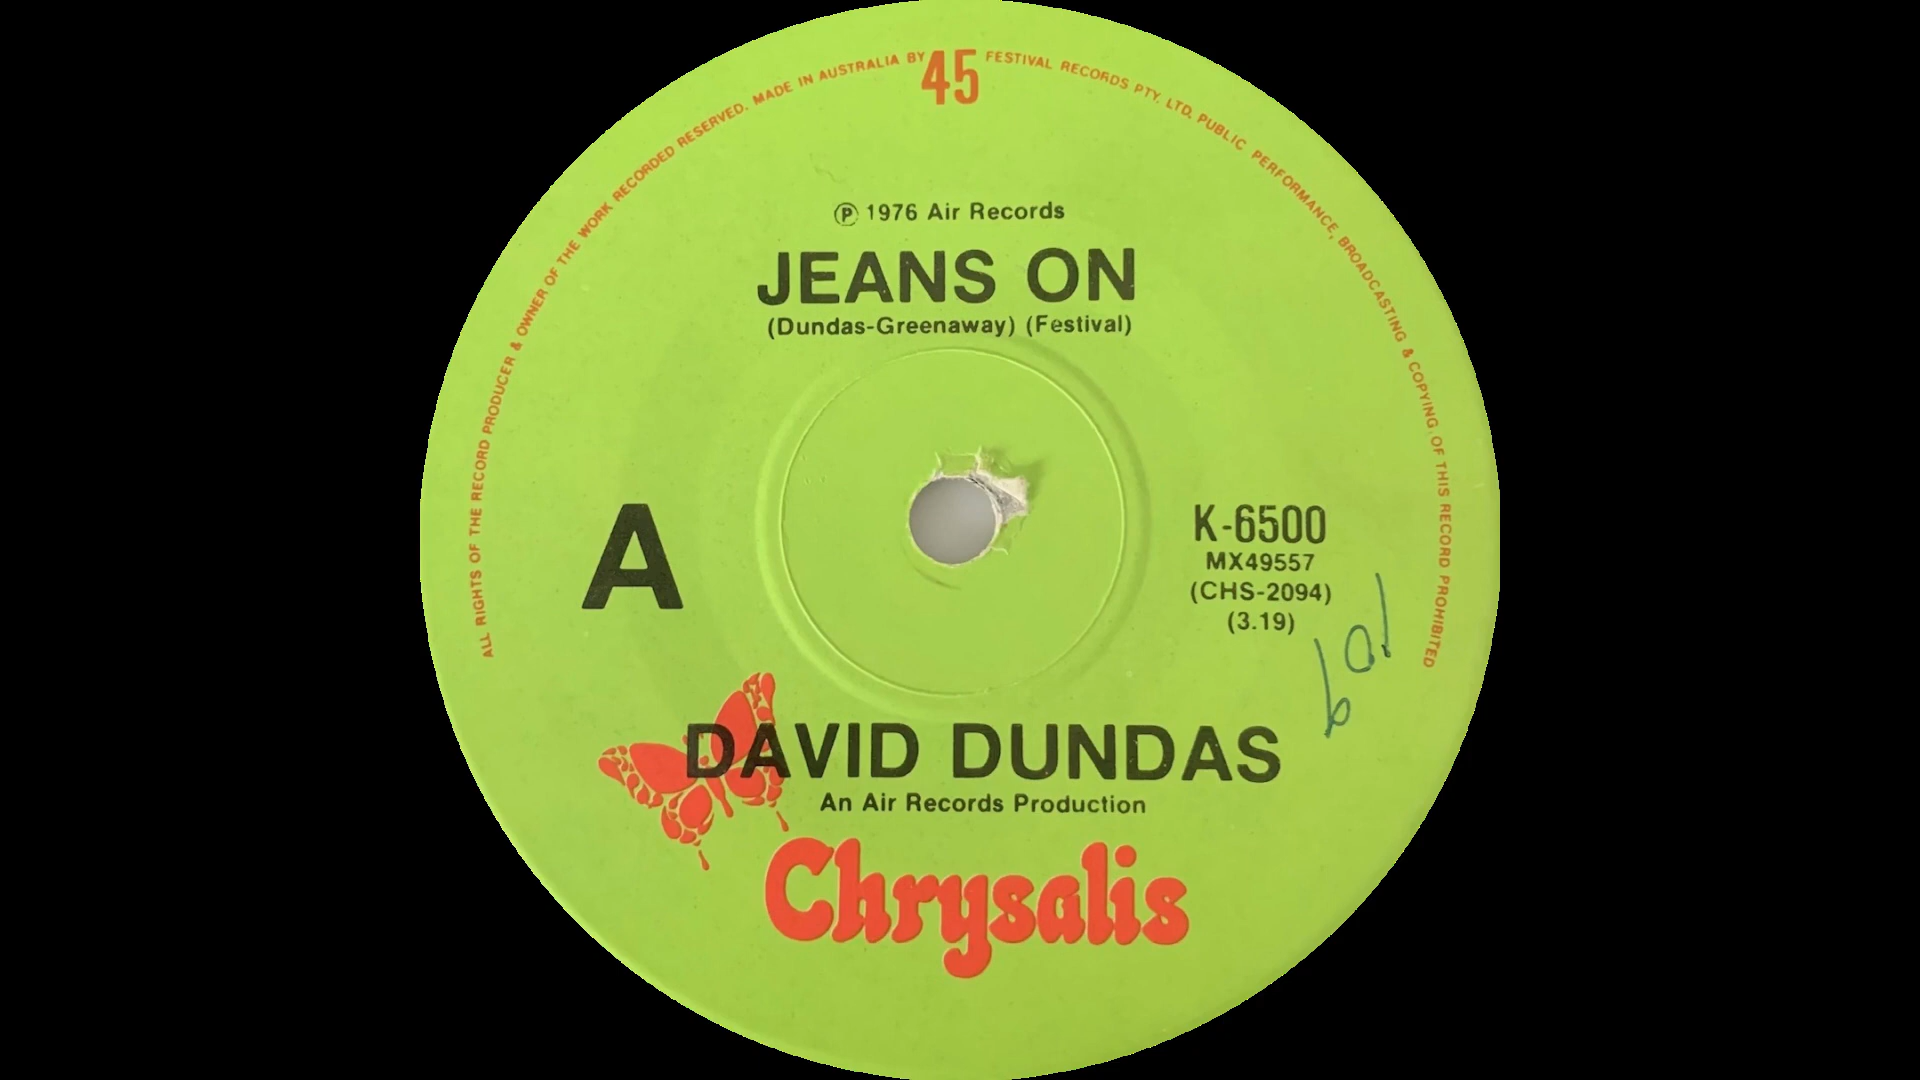 ALL RIGHTS OF THE RECORD PRODUCER & OWNER OF THE WORK RECORDED RESERVED. MADE IN AUSTRALIA BY 45 FESTIVAL RECORDS PTY. LTD. PUBLIC PERFORMANCE, BROADCASTING & COPYING OF THIS RECORD PROHIBITED
Ⓟ 1976 Air Records
JEANS ON
(Dundas-Greenaway) (Festival)
A
K-6500
MX49557
(CHS-2094)
(3.19)
DAVID DUNDAS
An Air Records Production
Chrysalis